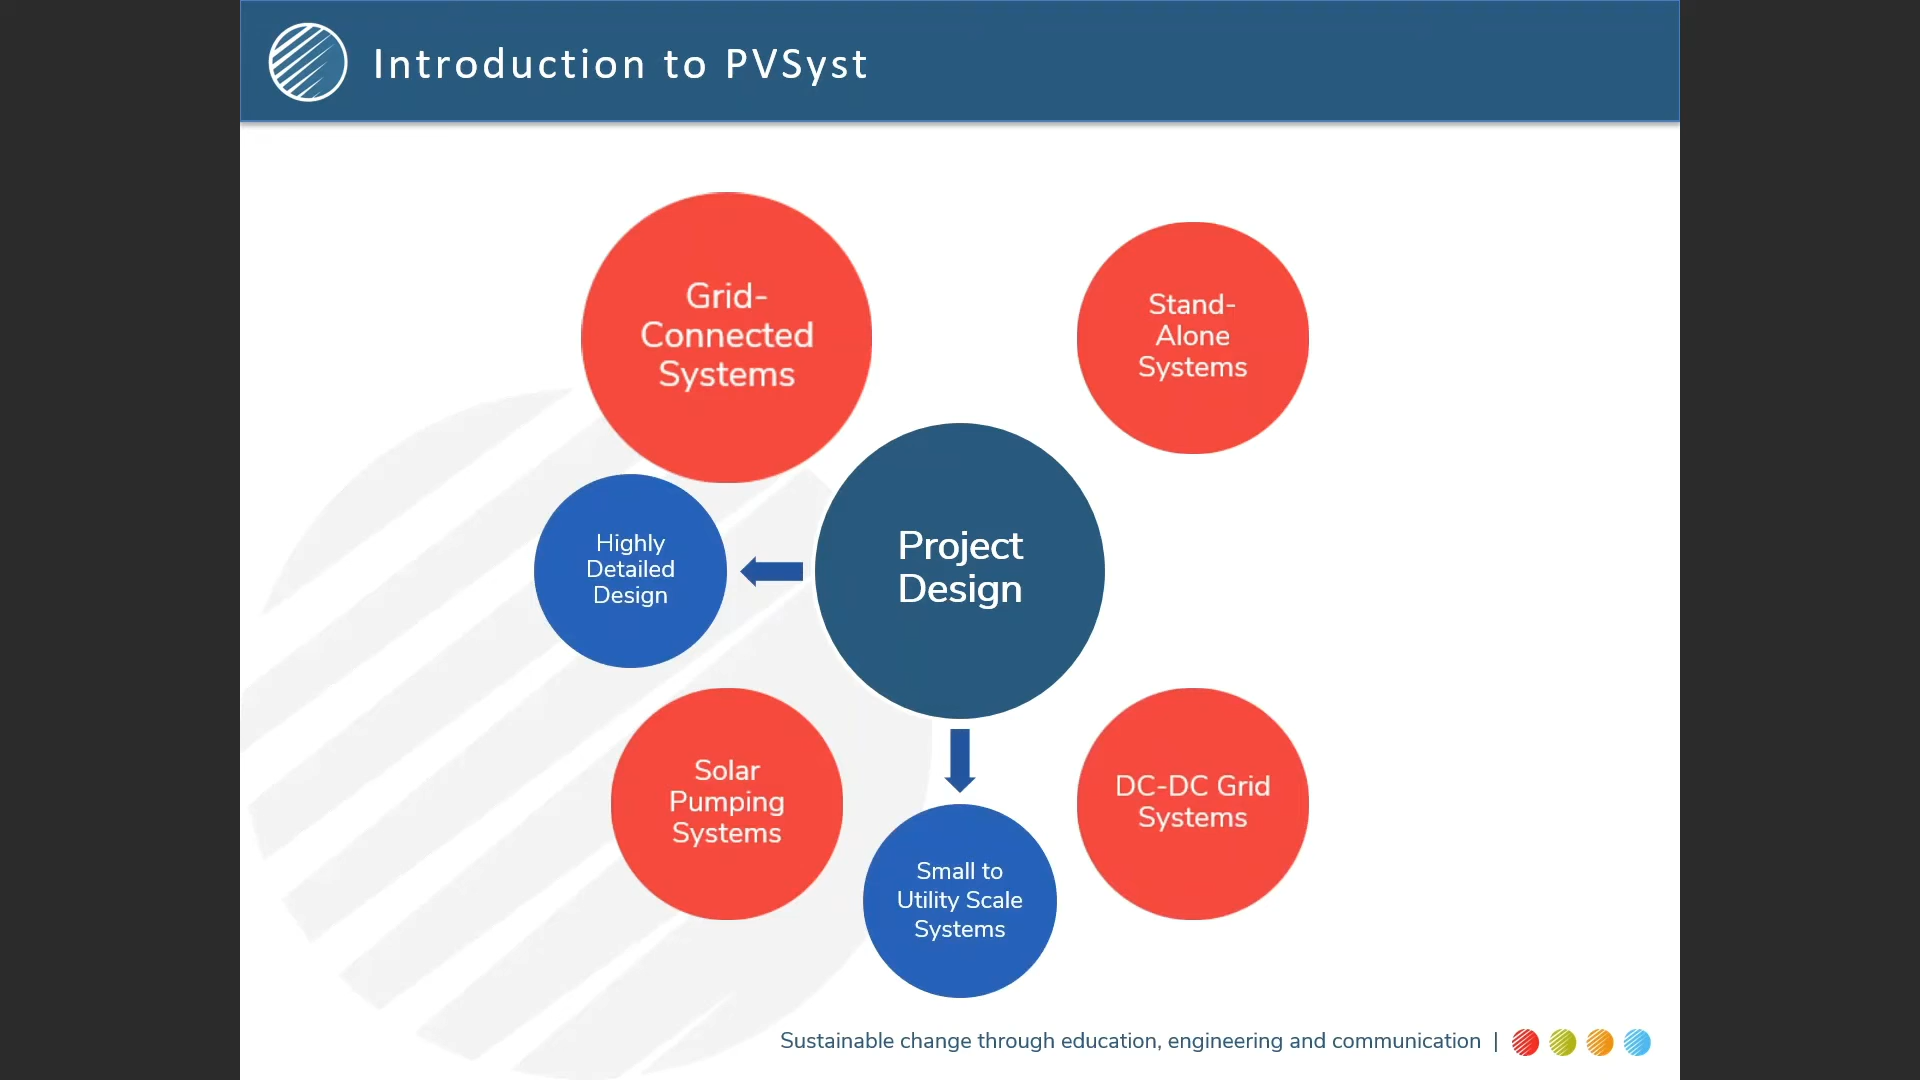 Introduction to PVSyst
Grid-
Connected
Systems
Stand-
Alone
Systems
Highly
Detailed
Design
Project
Design
Solar
Pumping
Systems
DC-DC Grid
Systems
Small to
Utility Scale
Systems
Sustainable change through education, engineering and communication |